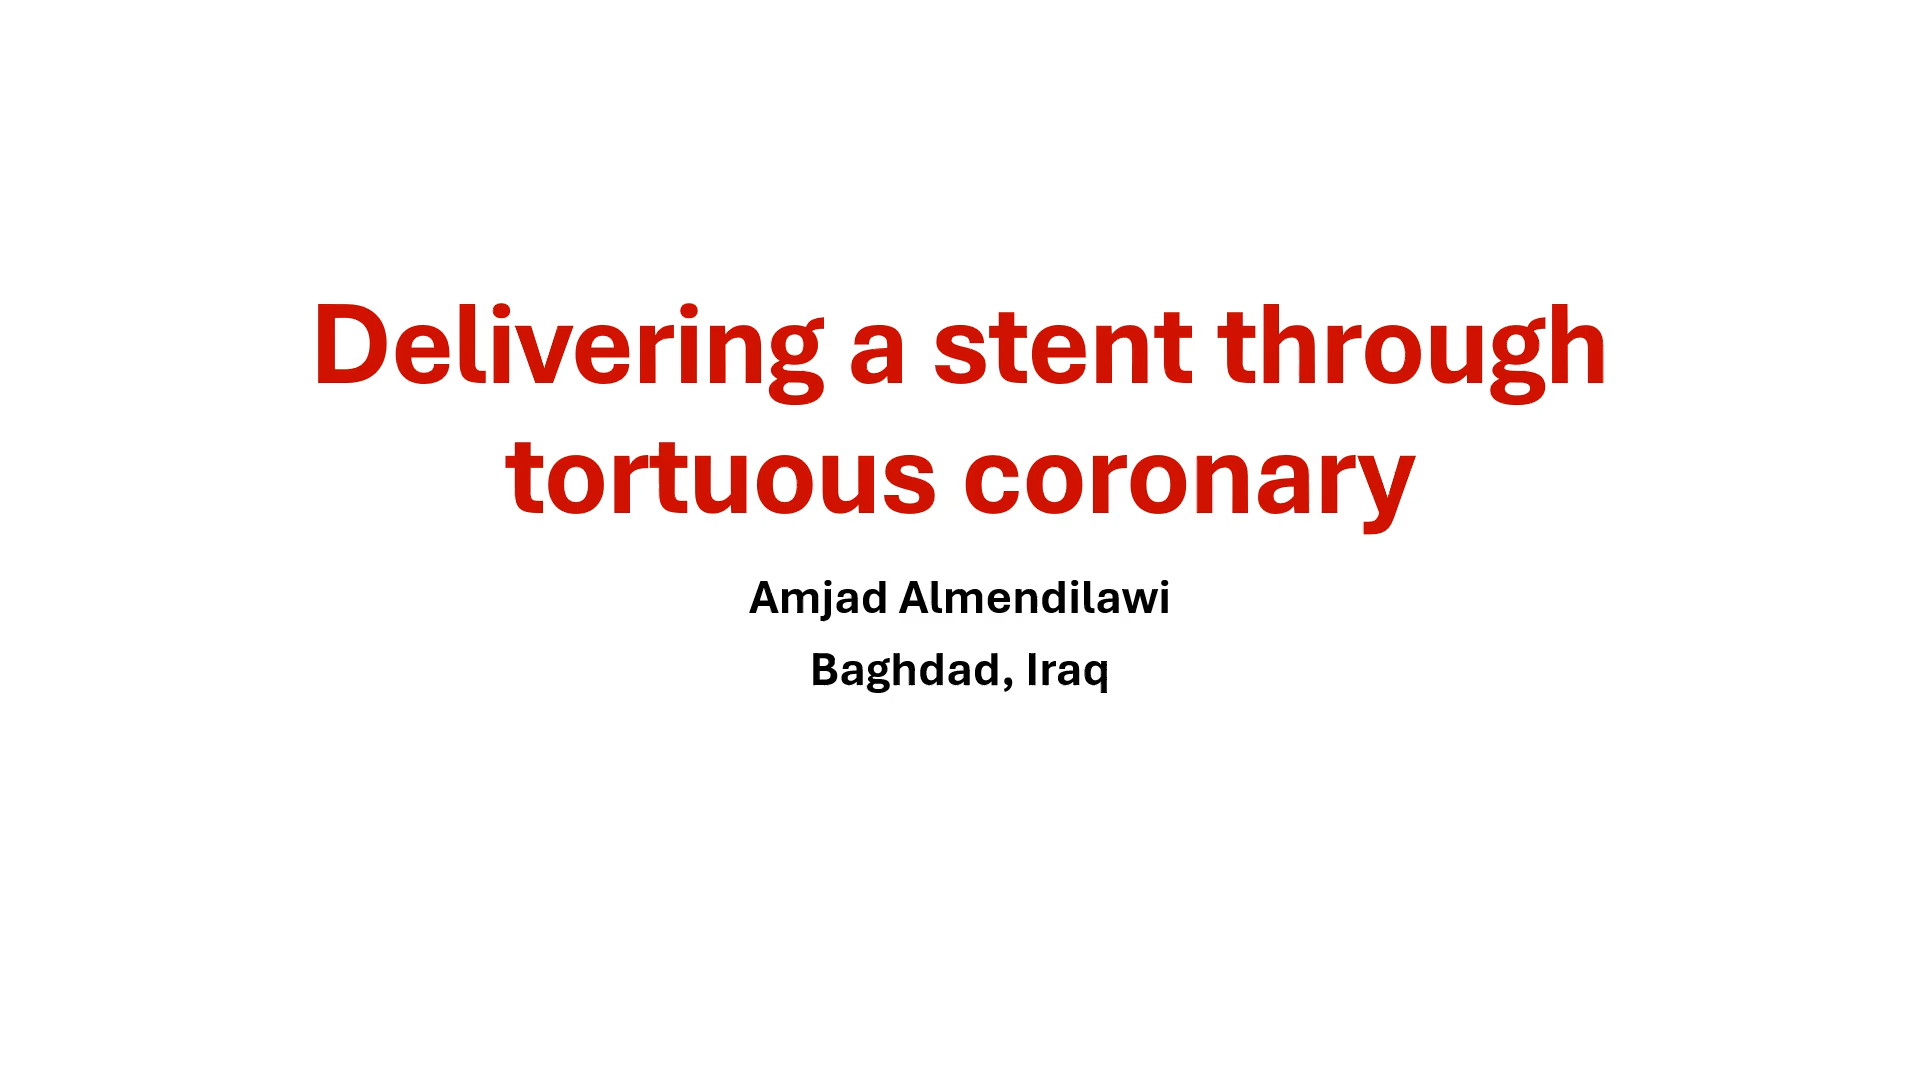 Delivering a stent through
tortuous coronary
Amjad Almendilawi
Baghdad, Iraq